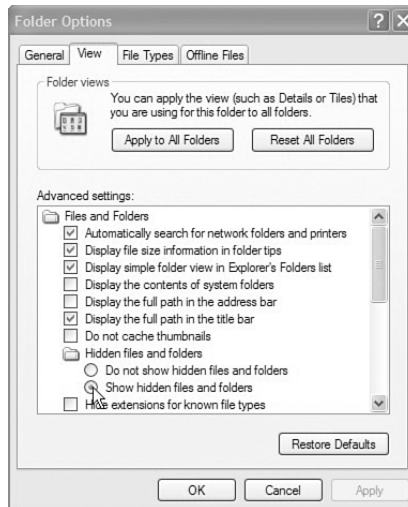 Folder Options
General View File Types Offline Files
Folder views
You can apply the view (such as Details or Tiles) that
you are using for this folder to all folders.
Apply to All Folders Reset All Folders
Advanced settings:
Files and Folders
Automatically search for network folders and printers
Display file size information in folder tips
Display simple folder view in Explorer's Folders list
Display the contents of system folders
Display the full path in the address bar
Display the full path in the title bar
Do not cache thumbnails
Hidden files and folders
Do not show hidden files and folders
Show hidden files and folders
Hide extensions for known file types
Restore Defaults
OK Cancel Apply